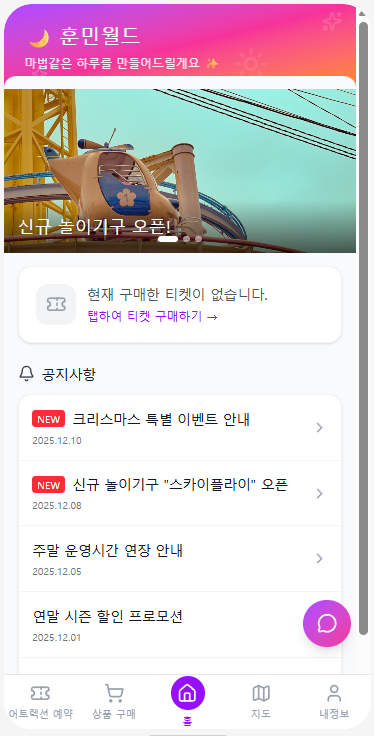 🌙 훈민월드
마법같은 하루를 만들어드릴게요 ✨
신규 놀이기구 오픈!
현재 구매한 티켓이 없습니다.
탭하여 티켓 구매하기 →
공지사항
NEW 크리스마스 특별 이벤트 안내
2025.12.10
NEW 신규 놀이기구 "스카이플라이" 오픈
2025.12.08
주말 운영시간 연장 안내
2025.12.05
연말 시즌 할인 프로모션
2025.12.01
어트렉션 예약 상품 구매 홈 지도 내정보